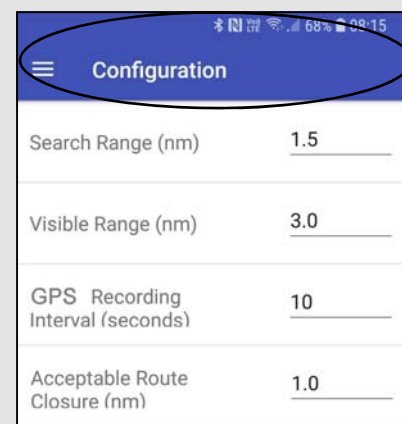 68% 08:15
Configuration
Search Range (nm) 1.5
Visible Range (nm) 3.0
GPS Recording
Interval (seconds) 10
Acceptable Route
Closure (nm) 1.0